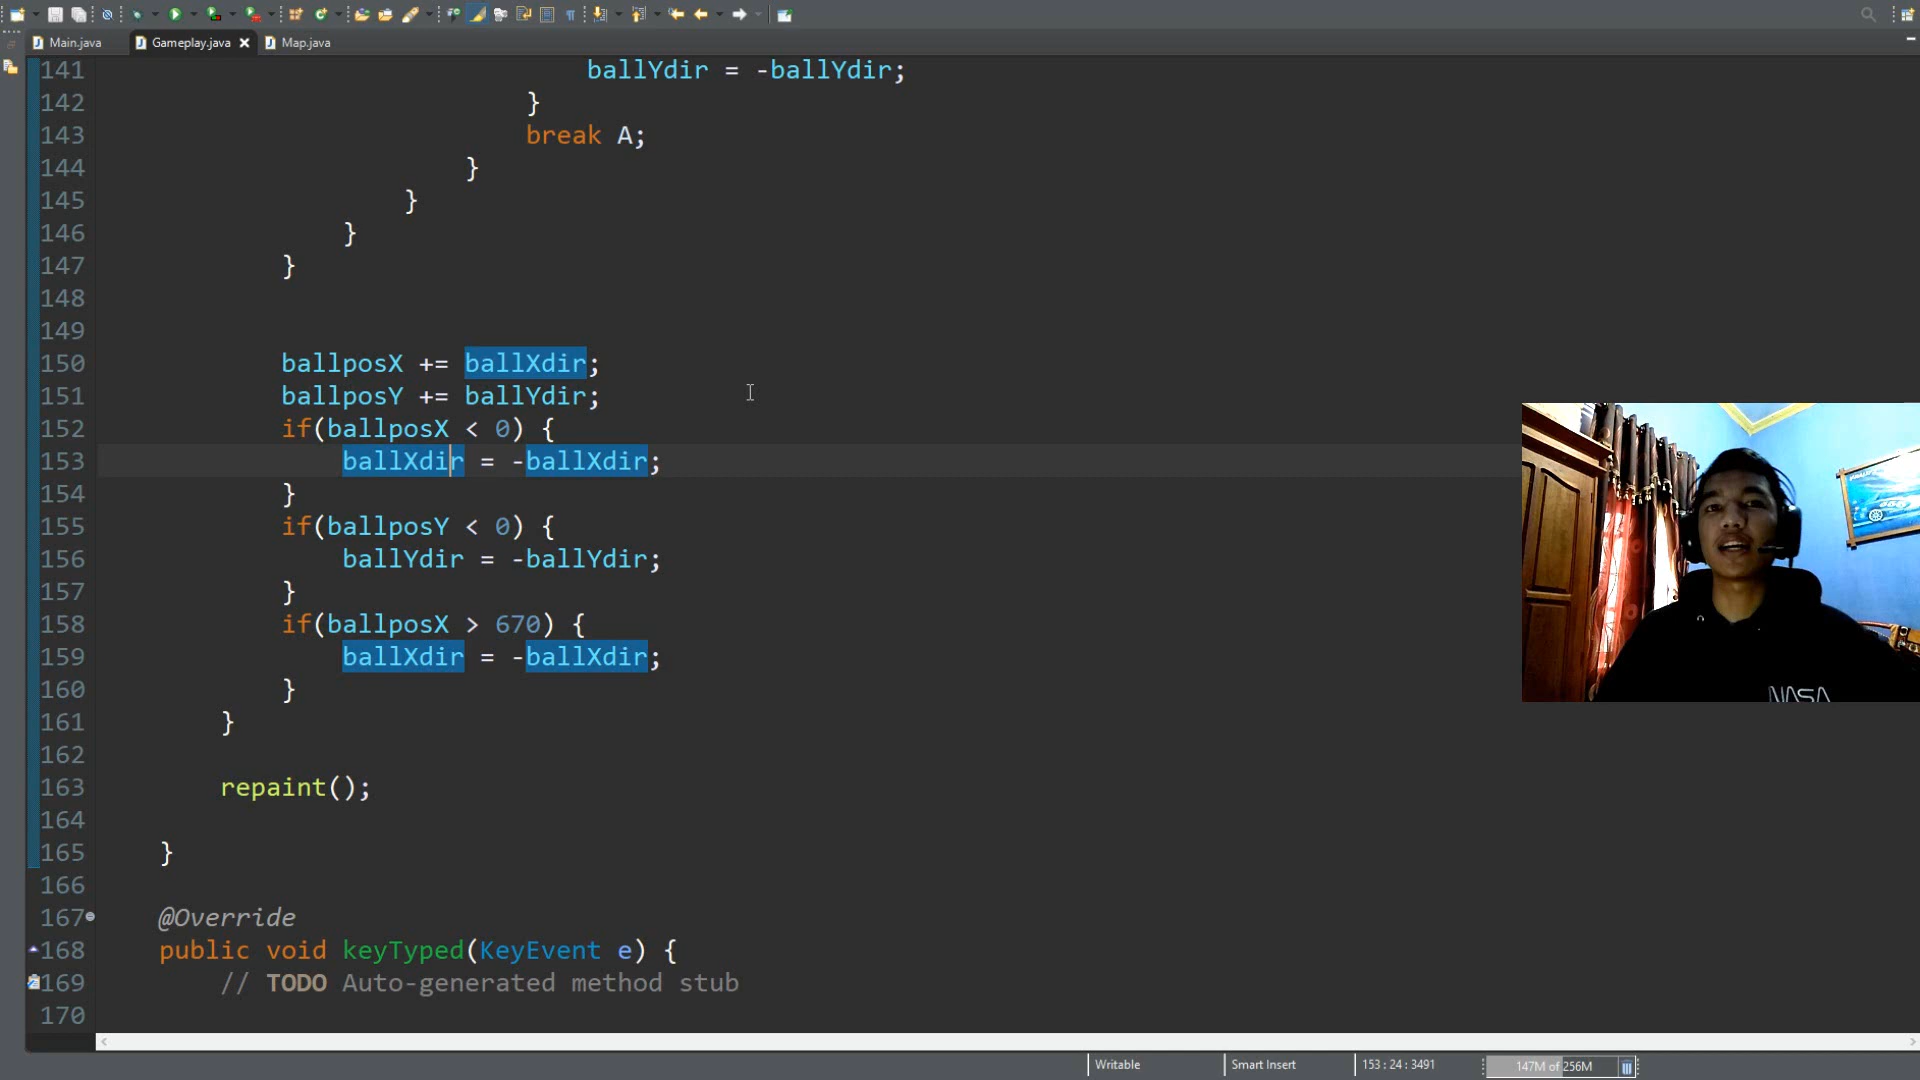 Main.java
Gameplay.java
Map.java
141 ballYdir = -ballYdir;
142 }
143 break A;
144 }
145 }
146 }
147 }
148
149
150 ballposX += ballXdir;
151 ballposY += ballYdir;
152 if(ballposX < 0) {
153 ballXdir = -ballXdir;
154 }
155 if(ballposY < 0) {
156 ballYdir = -ballYdir;
157 }
158 if(ballposX > 670) {
159 ballXdir = -ballXdir;
160 }
161 }
162
163 repaint();
164
165 }
166
167 @Override
168 public void keyTyped(KeyEvent e) {
169 // TODO Auto-generated method stub
170
NASA
Writable
Smart Insert
153 : 24 : 3491
147M of 256M